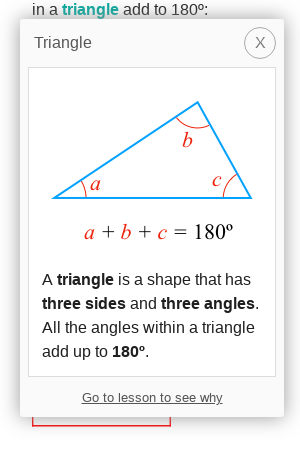 in a triangle add to 180º:
Triangle
X
b
a
c
a + b + c = 180º
A triangle is a shape that has
three sides and three angles.
All the angles within a triangle
add up to 180º.
Go to lesson to see why